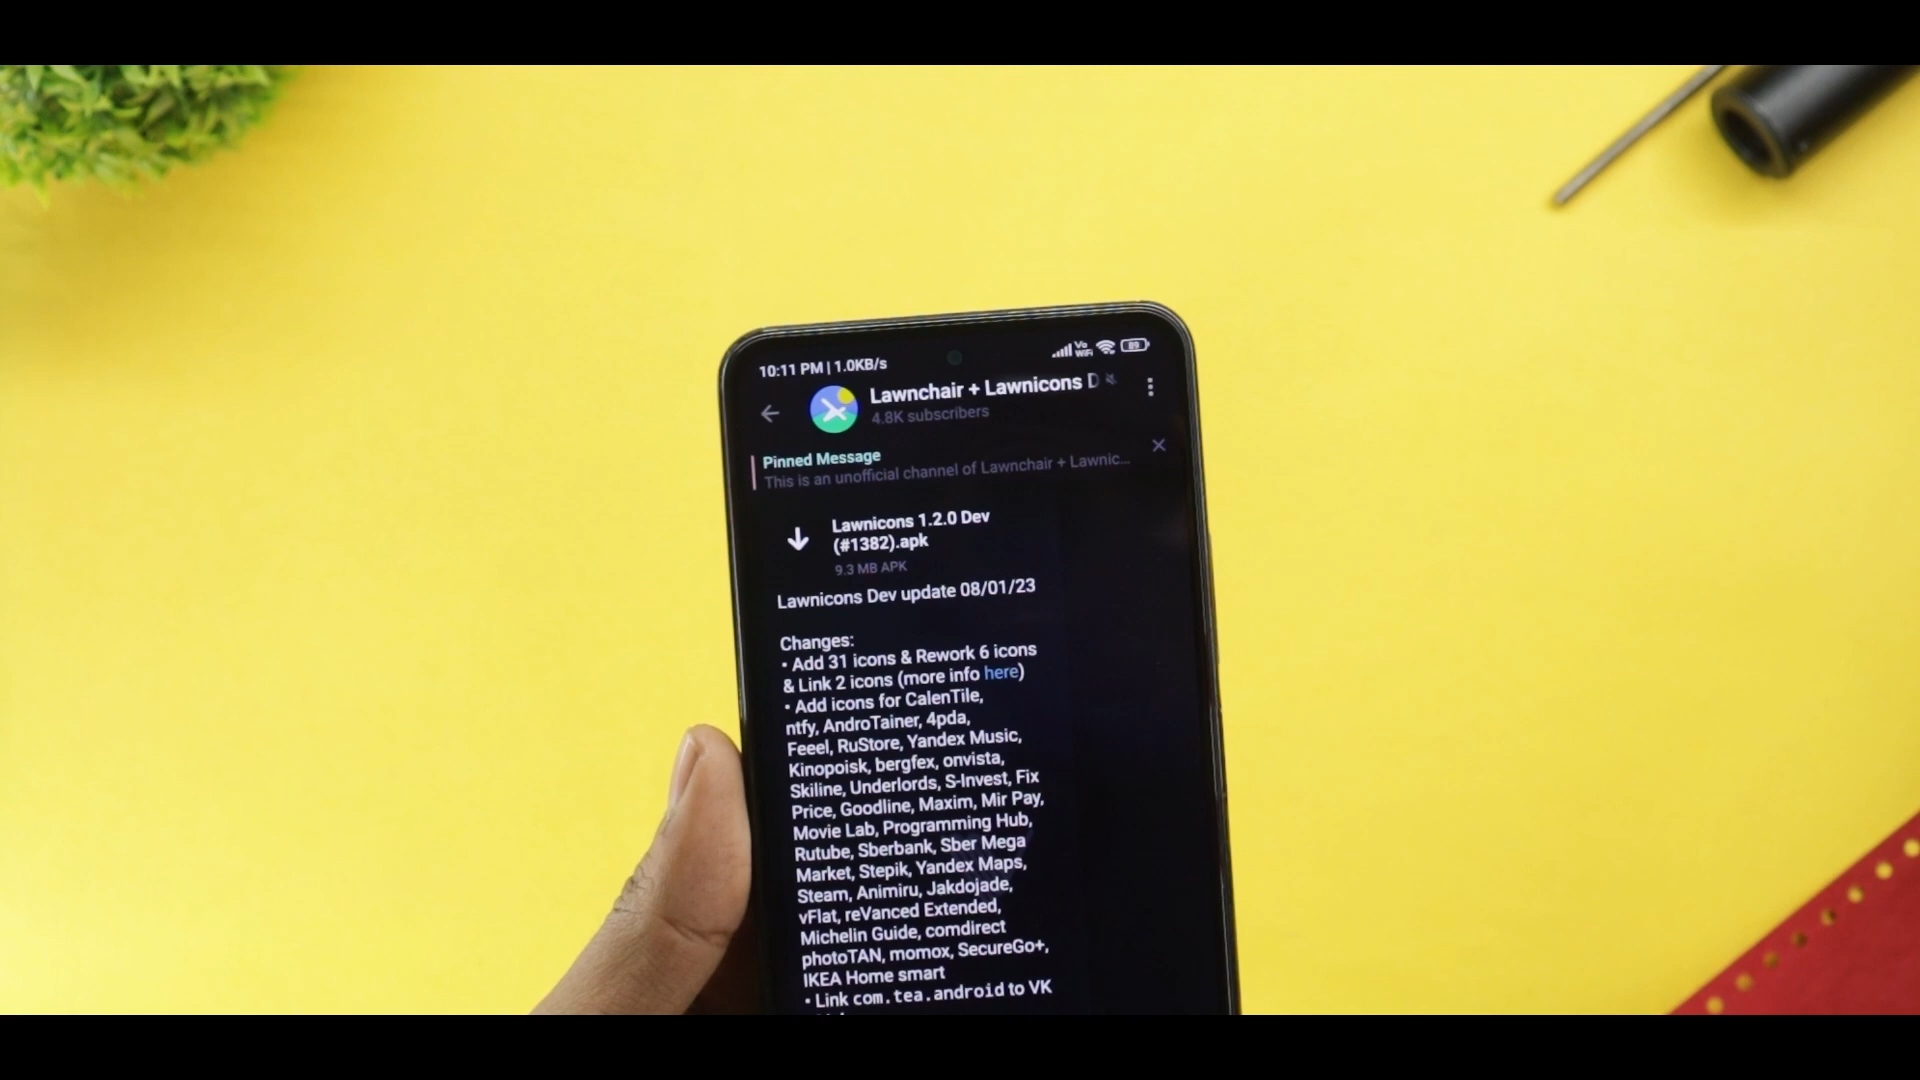 10:11 PM | 1.0KB/s
Vo
WiFi
89
Lawnchair + Lawnicons D
4.8K subscribers
Pinned Message
This is an unofficial channel of Lawnchair + Lawnic...
Lawnicons 1.2.0 Dev
(#1382).apk
9.3 MB APK
Lawnicons Dev update 08/01/23
Changes:
• Add 31 icons & Rework 6 icons
& Link 2 icons (more info here)
• Add icons for CalenTile,
ntfy, AndroTainer, 4pda,
Feeel, RuStore, Yandex Music,
Kinopoisk, bergfex, onvista,
Skiline, Underlords, S-Invest, Fix
Price, Goodline, Maxim, Mir Pay,
Movie Lab, Programming Hub,
Rutube, Sberbank, Sber Mega
Market, Stepik, Yandex Maps,
Steam, Animiru, Jakdojade,
vFlat, reVanced Extended,
Michelin Guide, comdirect
photoTAN, momox, SecureGo+,
IKEA Home smart
• Link com.tea.android to VK